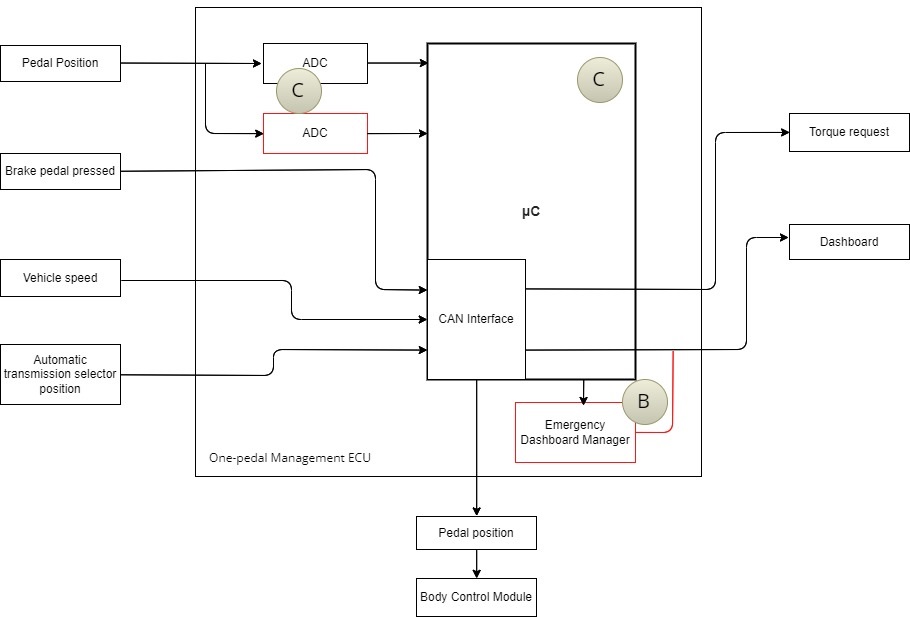 Pedal Position
ADC
C
C
ADC
Torque request
Brake pedal pressed
µC
Dashboard
Vehicle speed
CAN Interface
Automatic
transmission selector
position
B
Emergency
Dashboard Manager
One-pedal Management ECU
Pedal position
Body Control Module